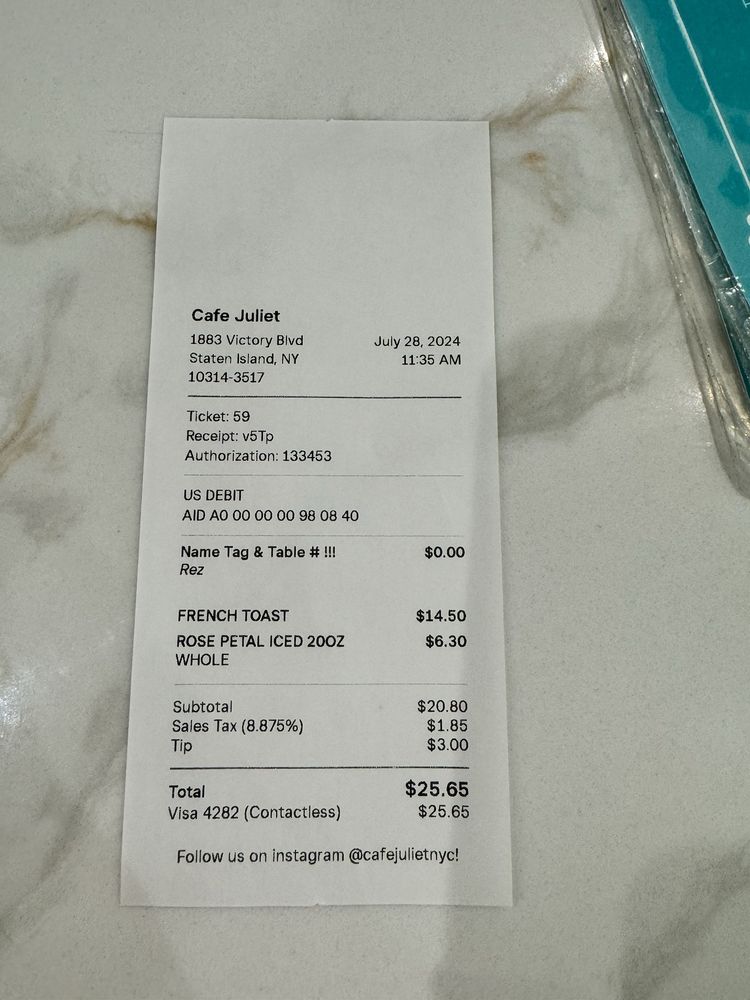 Cafe Juliet
1883 Victory Blvd July 28, 2024
Staten Island, NY 11:35 AM
10314-3517
Ticket: 59
Receipt: v5Tp
Authorization: 133453
US DEBIT
AID A0 00 00 00 98 08 40
Name Tag & Table # !!! $0.00
Rez
FRENCH TOAST $14.50
ROSE PETAL ICED 20OZ $6.30
WHOLE
Subtotal $20.80
Sales Tax (8.875%) $1.85
Tip $3.00
Total $25.65
Visa 4282 (Contactless) $25.65
Follow us on instagram @cafejulietnyc!